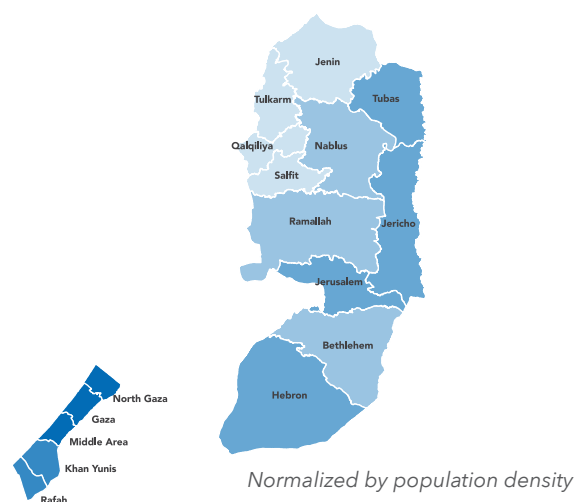 Jenin
Tubas
Tulkarm
Qalqiliya
Nablus
Salfit
Ramallah
Jericho
Jerusalem
Bethlehem
Hebron
North Gaza
Gaza
Middle Area
Khan Yunis
Rafah
Normalized by population density